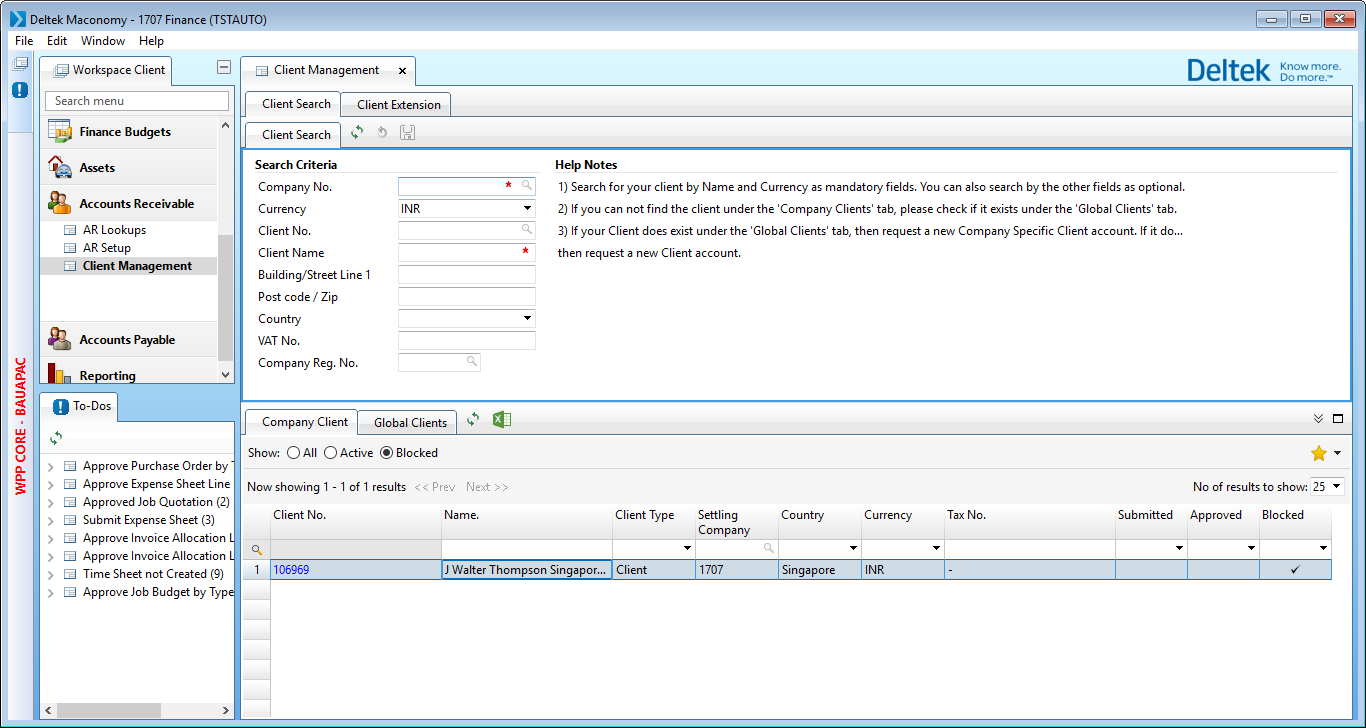 Deltek Maconomy - 1707 Finance (TSTAUTO)
File Edit Window Help
Workspace Client
Search menu
Finance Budgets
Assets
Accounts Receivable
AR Lookups
AR Setup
Client Management
Accounts Payable
Reporting
WPP CORE - BAUAPAC
To-Dos
Approve Purchase Order by T
Approve Expense Sheet Line
Approved Job Quotation (2)
Submit Expense Sheet (3)
Approve Invoice Allocation L
Approve Invoice Allocation L
Time Sheet not Created (9)
Approve Job Budget by Type
Client Management
Deltek Know more.
Do more.™
Client Search Client Extension
Client Search
Search Criteria
Company No. *
Currency INR
Client No.
Client Name *
Building/Street Line 1
Post code / Zip
Country
VAT No.
Company Reg. No.
Help Notes
1) Search for your client by Name and Currency as mandatory fields. You can also search by the other fields as optional.
2) If you can not find the client under the 'Company Clients' tab, please check if it exists under the 'Global Clients' tab.
3) If your Client does exist under the 'Global Clients' tab, then request a new Company Specific Client account. If it do...
then request a new Client account.
Company Client Global Clients
Show: All Active Blocked
Now showing 1 - 1 of 1 results << Prev Next >> No of results to show: 25
Client No. Name. Client Type Settling Company Country Currency Tax No. Submitted Approved Blocked
1 106969 J Walter Thompson Singapor... Client 1707 Singapore INR - ✓